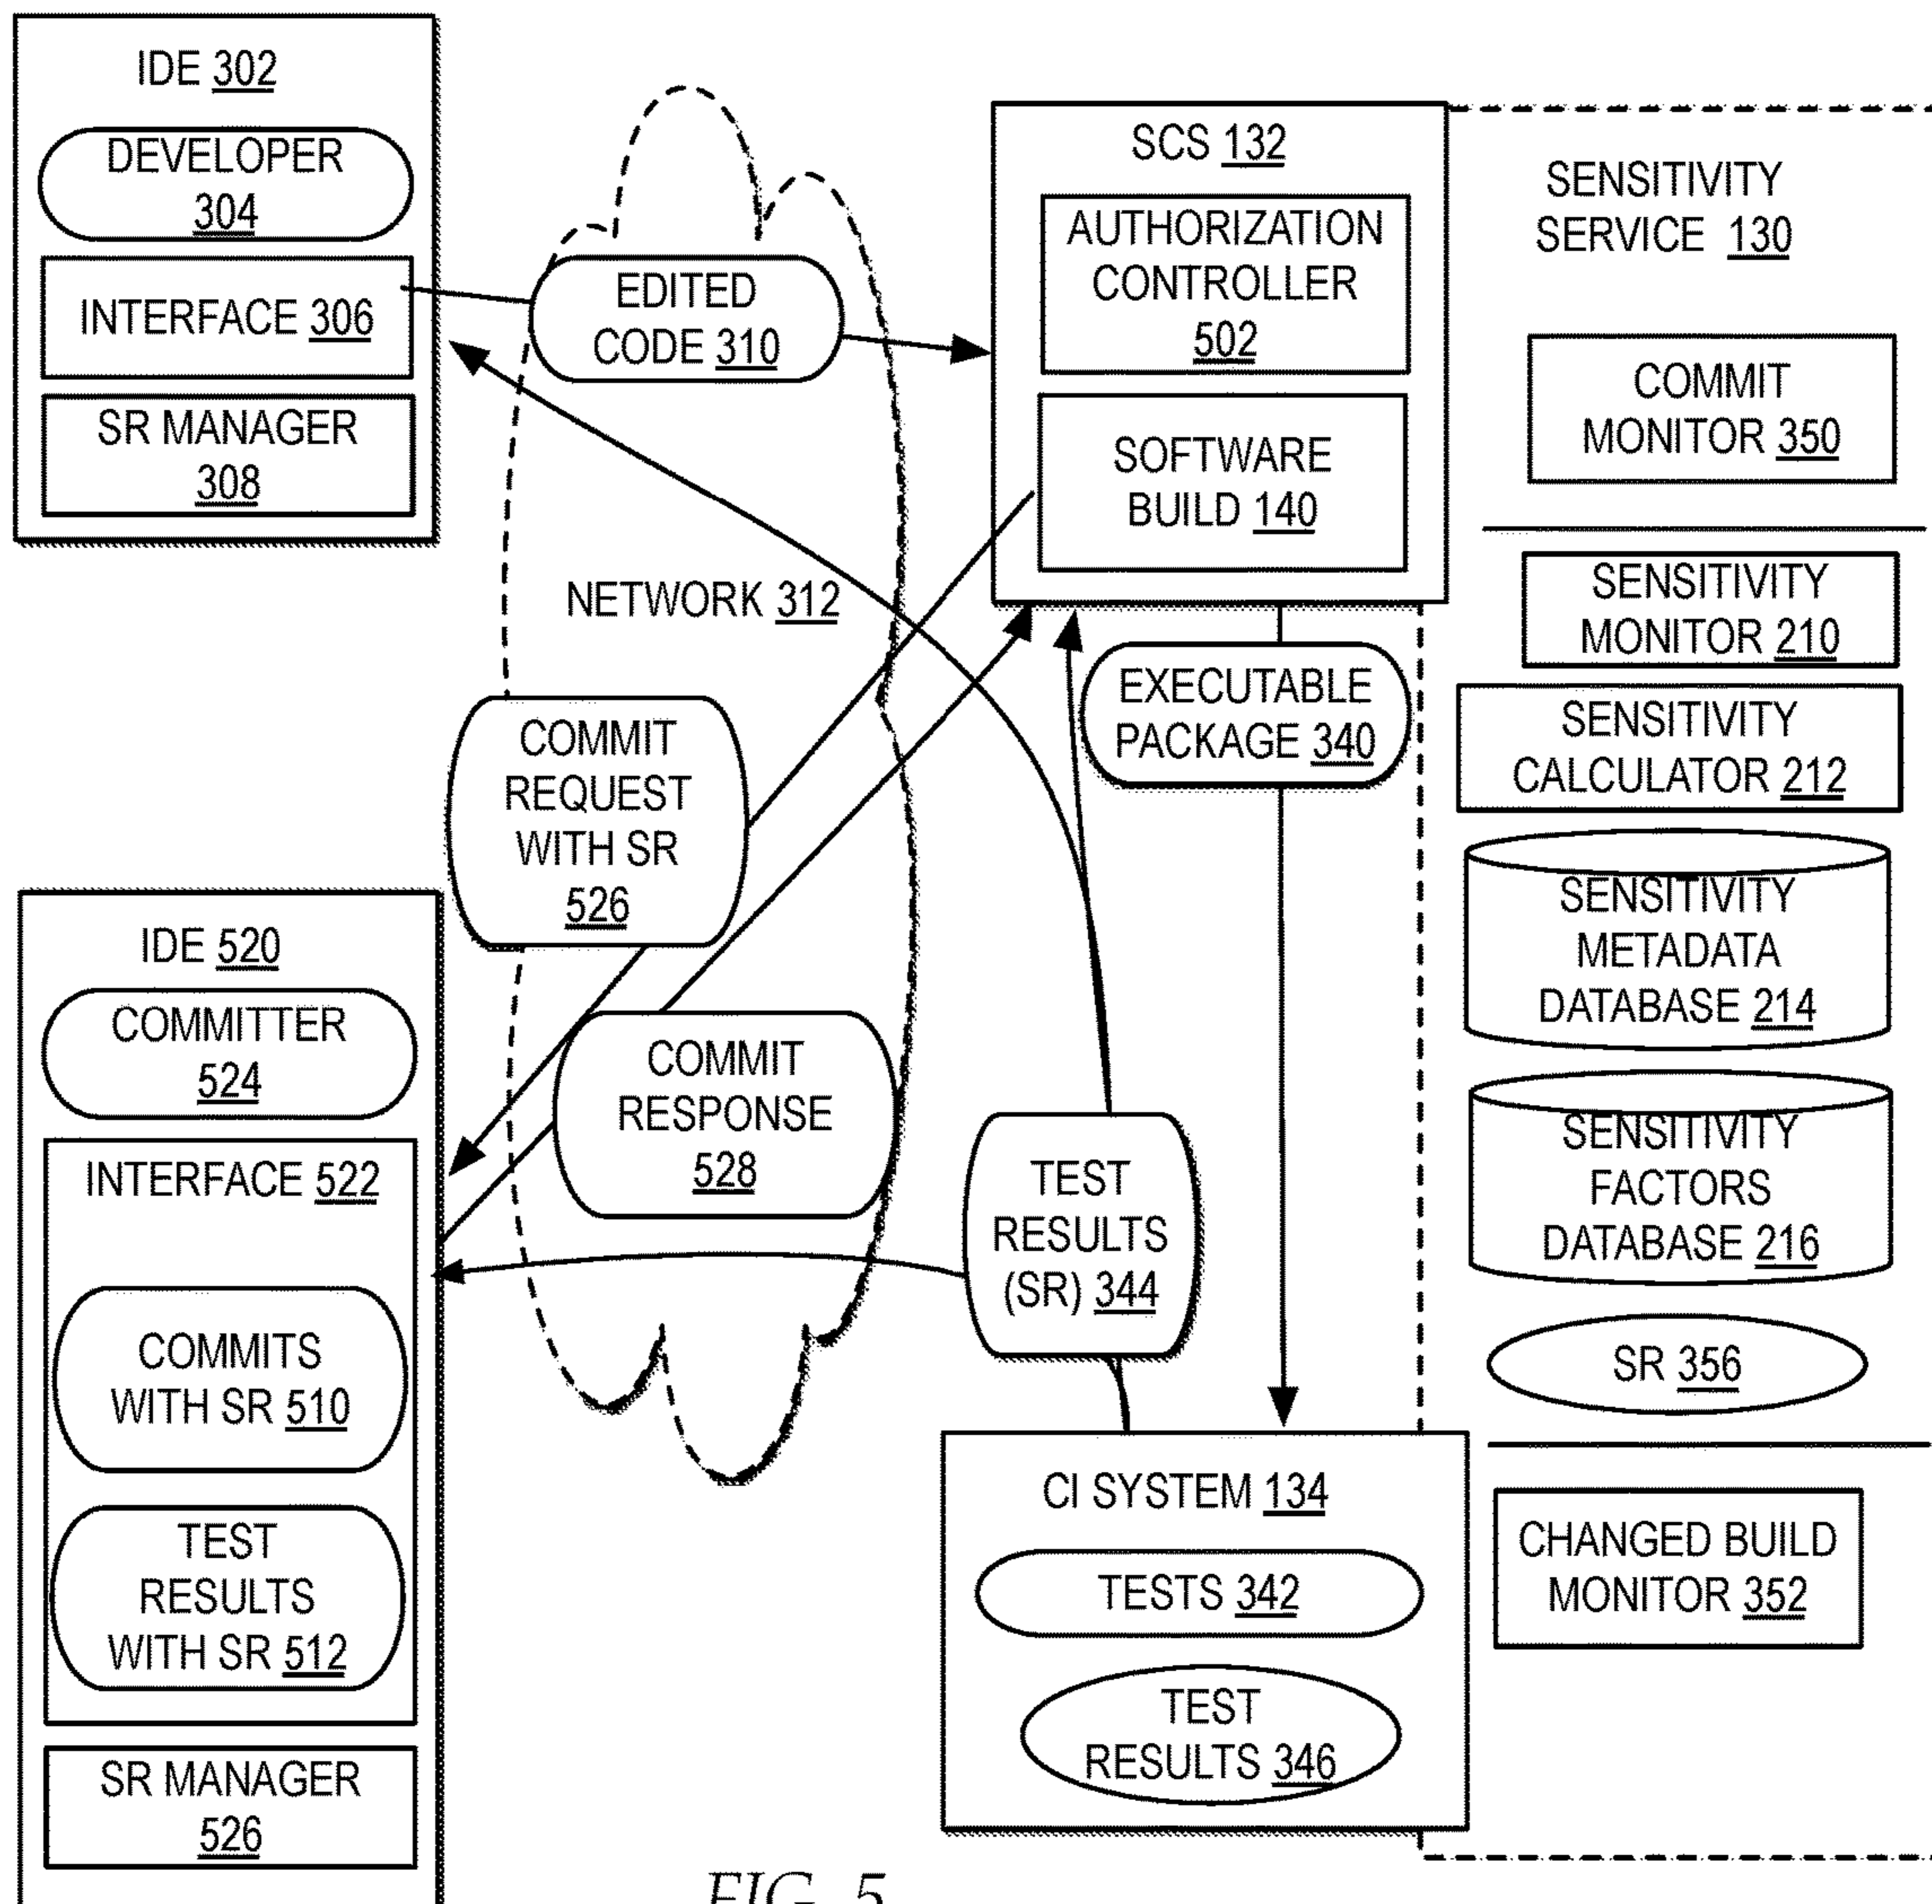 IDE 302
DEVELOPER
304
INTERFACE 306
SR MANAGER
308
EDITED
CODE 310
NETWORK 312
SCS 132
AUTHORIZATION
CONTROLLER
502
SOFTWARE
BUILD 140
SENSITIVITY
SERVICE 130
COMMIT
MONITOR 350
SENSITIVITY
MONITOR 210
SENSITIVITY
CALCULATOR 212
SENSITIVITY
METADATA
DATABASE 214
SENSITIVITY
FACTORS
DATABASE 216
SR 356
CHANGED BUILD
MONITOR 352
EXECUTABLE
PACKAGE 340
COMMIT
REQUEST
WITH SR
526
COMMIT
RESPONSE
528
TEST
RESULTS
(SR) 344
IDE 520
COMMITTER
524
INTERFACE 522
COMMITS
WITH SR 510
TEST
RESULTS
WITH SR 512
SR MANAGER
526
CI SYSTEM 134
TESTS 342
TEST
RESULTS 346
FIG. 5